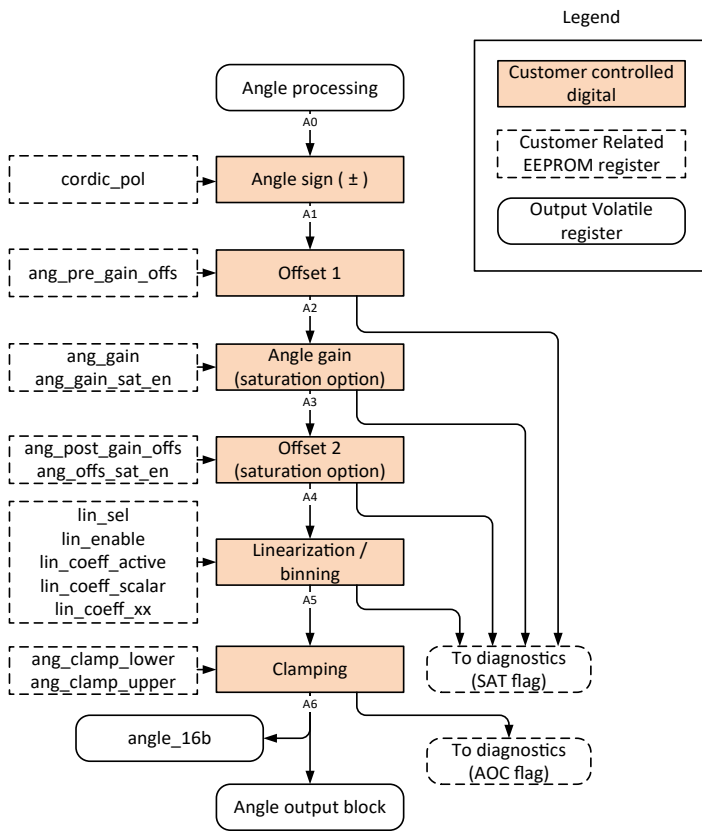 Legend
Customer controlled
digital
Customer Related
EEPROM register
Output Volatile
register
Angle processing
A0
cordic_pol
Angle sign ( ± )
A1
ang_pre_gain_offs
Offset 1
A2
ang_gain
ang_gain_sat_en
Angle gain
(saturation option)
A3
ang_post_gain_offs
ang_offs_sat_en
Offset 2
(saturation option)
A4
lin_sel
lin_enable
lin_coeff_active
lin_coeff_scalar
lin_coeff_xx
Linearization /
binning
A5
ang_clamp_lower
ang_clamp_upper
Clamping
To diagnostics
(SAT flag)
A6
angle_16b
To diagnostics
(AOC flag)
Angle output block